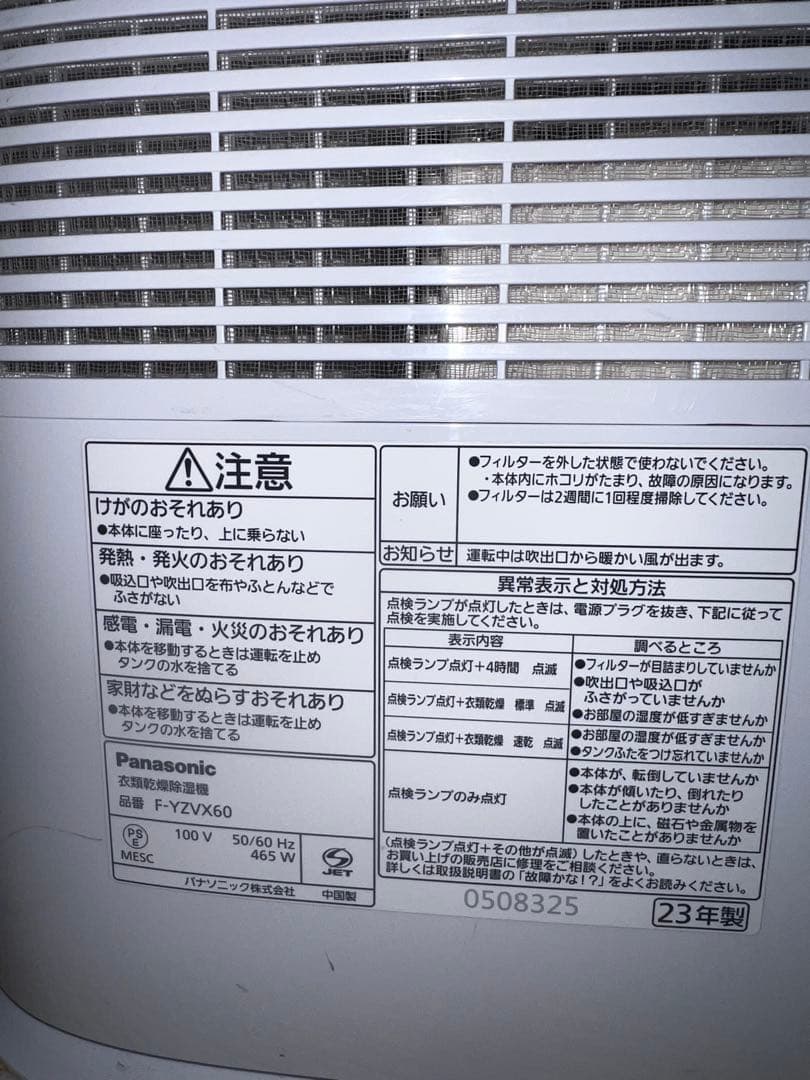 注意
けがのおそれあり
●本体に座ったり、上に乗らない
発熱・発火のおそれあり
●吸込口や吹出口を布やふとんなどで
ふさがない
感電・漏電・火災のおそれあり
●本体を移動するときは運転を止め
タンクの水を捨てる
家財などをぬらすおそれあり
●本体を移動するときは運転を止め
タンクの水を捨てる
Panasonic
衣類乾燥除湿機
品番 F-YZVX60
PS
E
MESC
100 V 50/60 Hz
465 W
JET
パナソニック株式会社 中国製
お願い
●フィルターを外した状態で使わないでください。
・本体内にホコリがたまり、故障の原因になります。
●フィルターは2週間に1回程度掃除してください。
お知らせ 運転中は吹出口から暖かい風が出ます。
異常表示と対処方法
点検ランプが点灯したときは、電源プラグを抜き、下記に従って
点検を実施してください。
表示内容 調べるところ
点検ランプ点灯+4時間 点滅
●フィルターが目詰まりしていませんか
点検ランプ点灯+衣類乾燥 標準 点滅
●吹出口や吸込口が
ふさがっていませんか
●お部屋の湿度が低すぎませんか
点検ランプ点灯+衣類乾燥 速乾 点滅
●お部屋の湿度が低すぎませんか
●タンクふたをつけ忘れていませんか
点検ランプのみ点灯
●本体が、転倒していませんか
●本体が傾いたり、倒れたり
したことがありませんか
●本体の上に、磁石や金属物を
置いたことがありませんか
(点検ランプ点灯+その他が点滅)したときや、直らないときは、
お買い上げの販売店に修理をご相談ください。
詳しくは取扱説明書の「故障かな!?」をよくお読みください。
0508325
23年製